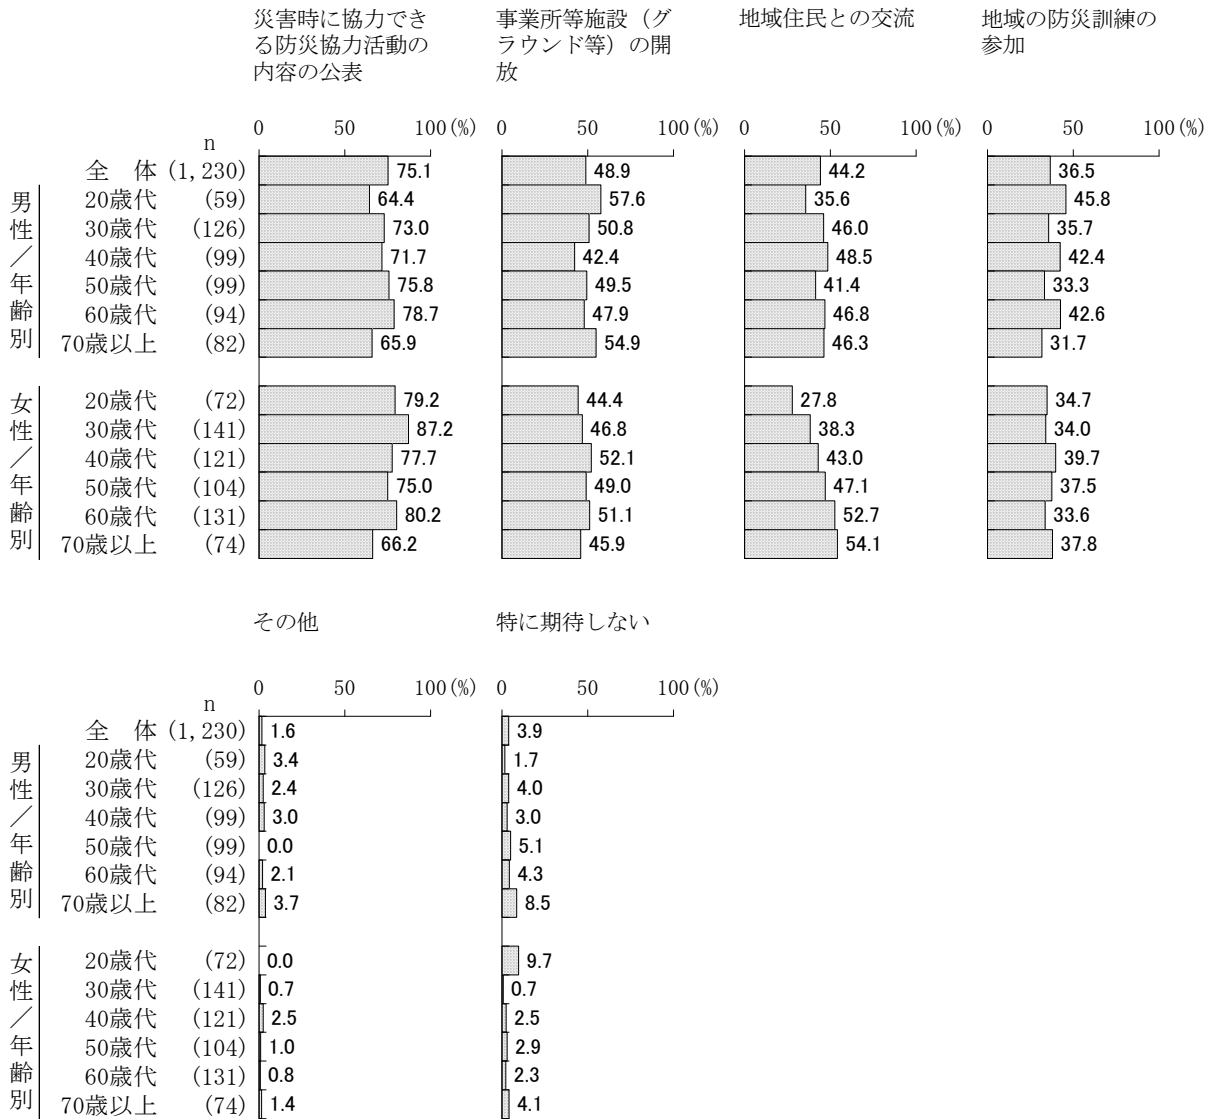 災害時に協力でき
る防災協力活動の
内容の公表
事業所等施設（グ
ラウンド等）の開
放
地域住民との交流
地域の防災訓練の
参加
0 50 100(%) 0 50 100(%) 0 50 100(%) 0 50 100(%)
n
全　体 (1,230) 75.1 48.9 44.2 36.5
男性／年齢別
20歳代 (59) 64.4 57.6 35.6 45.8
30歳代 (126) 73.0 50.8 46.0 35.7
40歳代 (99) 71.7 42.4 48.5 42.4
50歳代 (99) 75.8 49.5 41.4 33.3
60歳代 (94) 78.7 47.9 46.8 42.6
70歳以上 (82) 65.9 54.9 46.3 31.7
女性／年齢別
20歳代 (72) 79.2 44.4 27.8 34.7
30歳代 (141) 87.2 46.8 38.3 34.0
40歳代 (121) 77.7 52.1 43.0 39.7
50歳代 (104) 75.0 49.0 47.1 37.5
60歳代 (131) 80.2 51.1 52.7 33.6
70歳以上 (74) 66.2 45.9 54.1 37.8
その他
特に期待しない
0 50 100(%) 0 50 100(%)
n
全　体 (1,230) 1.6 3.9
男性／年齢別
20歳代 (59) 3.4 1.7
30歳代 (126) 2.4 4.0
40歳代 (99) 3.0 3.0
50歳代 (99) 0.0 5.1
60歳代 (94) 2.1 4.3
70歳以上 (82) 3.7 8.5
女性／年齢別
20歳代 (72) 0.0 9.7
30歳代 (141) 0.7 0.7
40歳代 (121) 2.5 2.5
50歳代 (104) 1.0 2.9
60歳代 (131) 0.8 2.3
70歳以上 (74) 1.4 4.1